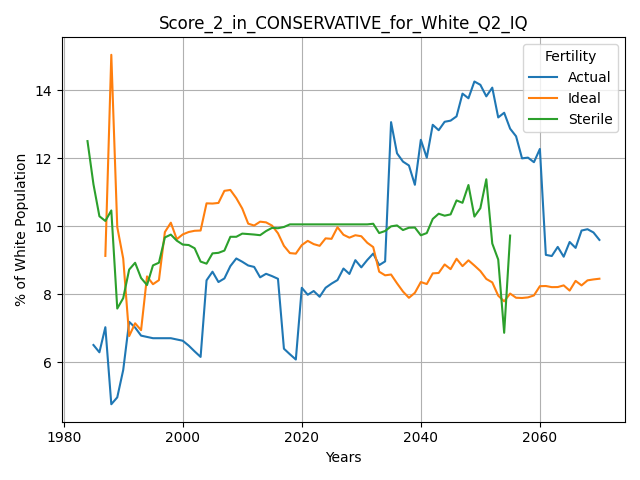 Score_2_in_CONSERVATIVE_for_White_Q2_IQ
Fertility
Actual
Ideal
Sterile
% of White Population
14
12
10
8
6
1980
2000
2020
2040
2060
Years